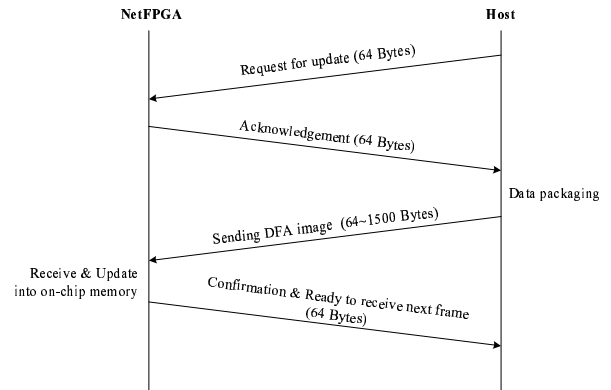 NetFPGA
Host
Request for update (64 Bytes)
Acknowledgement (64 Bytes)
Data packaging
Sending DFA image (64~1500 Bytes)
Receive & Update
into on-chip memory
Confirmation & Ready to receive next frame
(64 Bytes)